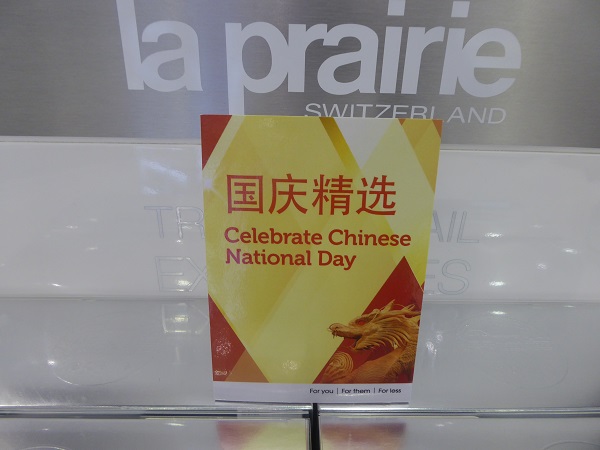 la prairie
SWITZERLAND
国庆精选
Celebrate Chinese
National Day
For you | For them | For less